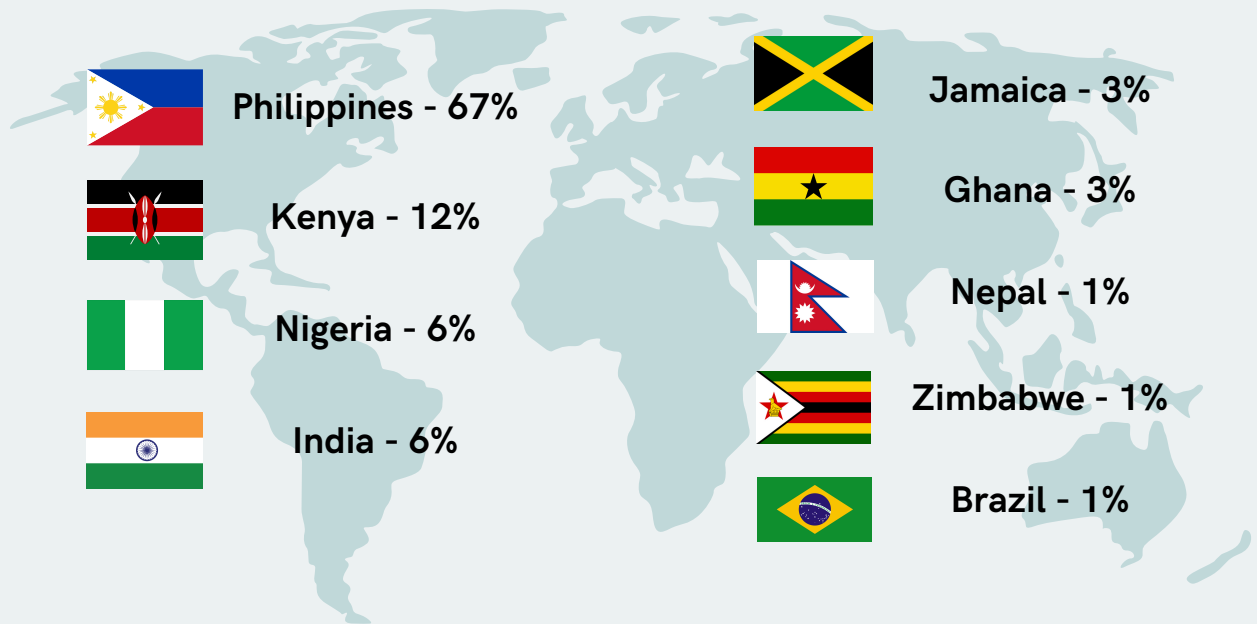 Philippines - 67%
Kenya - 12%
Nigeria - 6%
India - 6%
Jamaica - 3%
Ghana - 3%
Nepal - 1%
Zimbabwe - 1%
Brazil - 1%